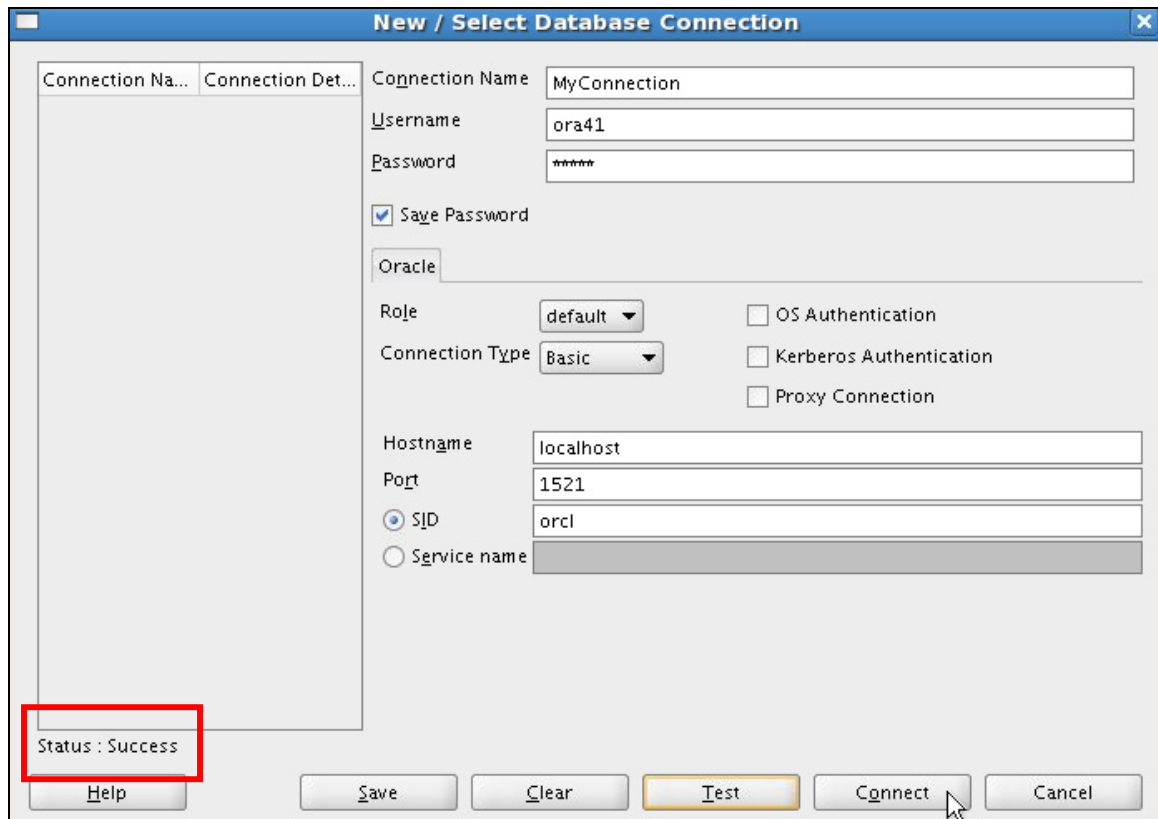 New / Select Database Connection
Connection Na... Connection Det...
Connection Name MyConnection
Username ora41
Password *****
Save Password
Oracle
Role default OS Authentication
Connection Type Basic Kerberos Authentication
Proxy Connection
Hostname localhost
Port 1521
SID orcl
Service name
Status : Success
Help Save Clear Test Connect Cancel